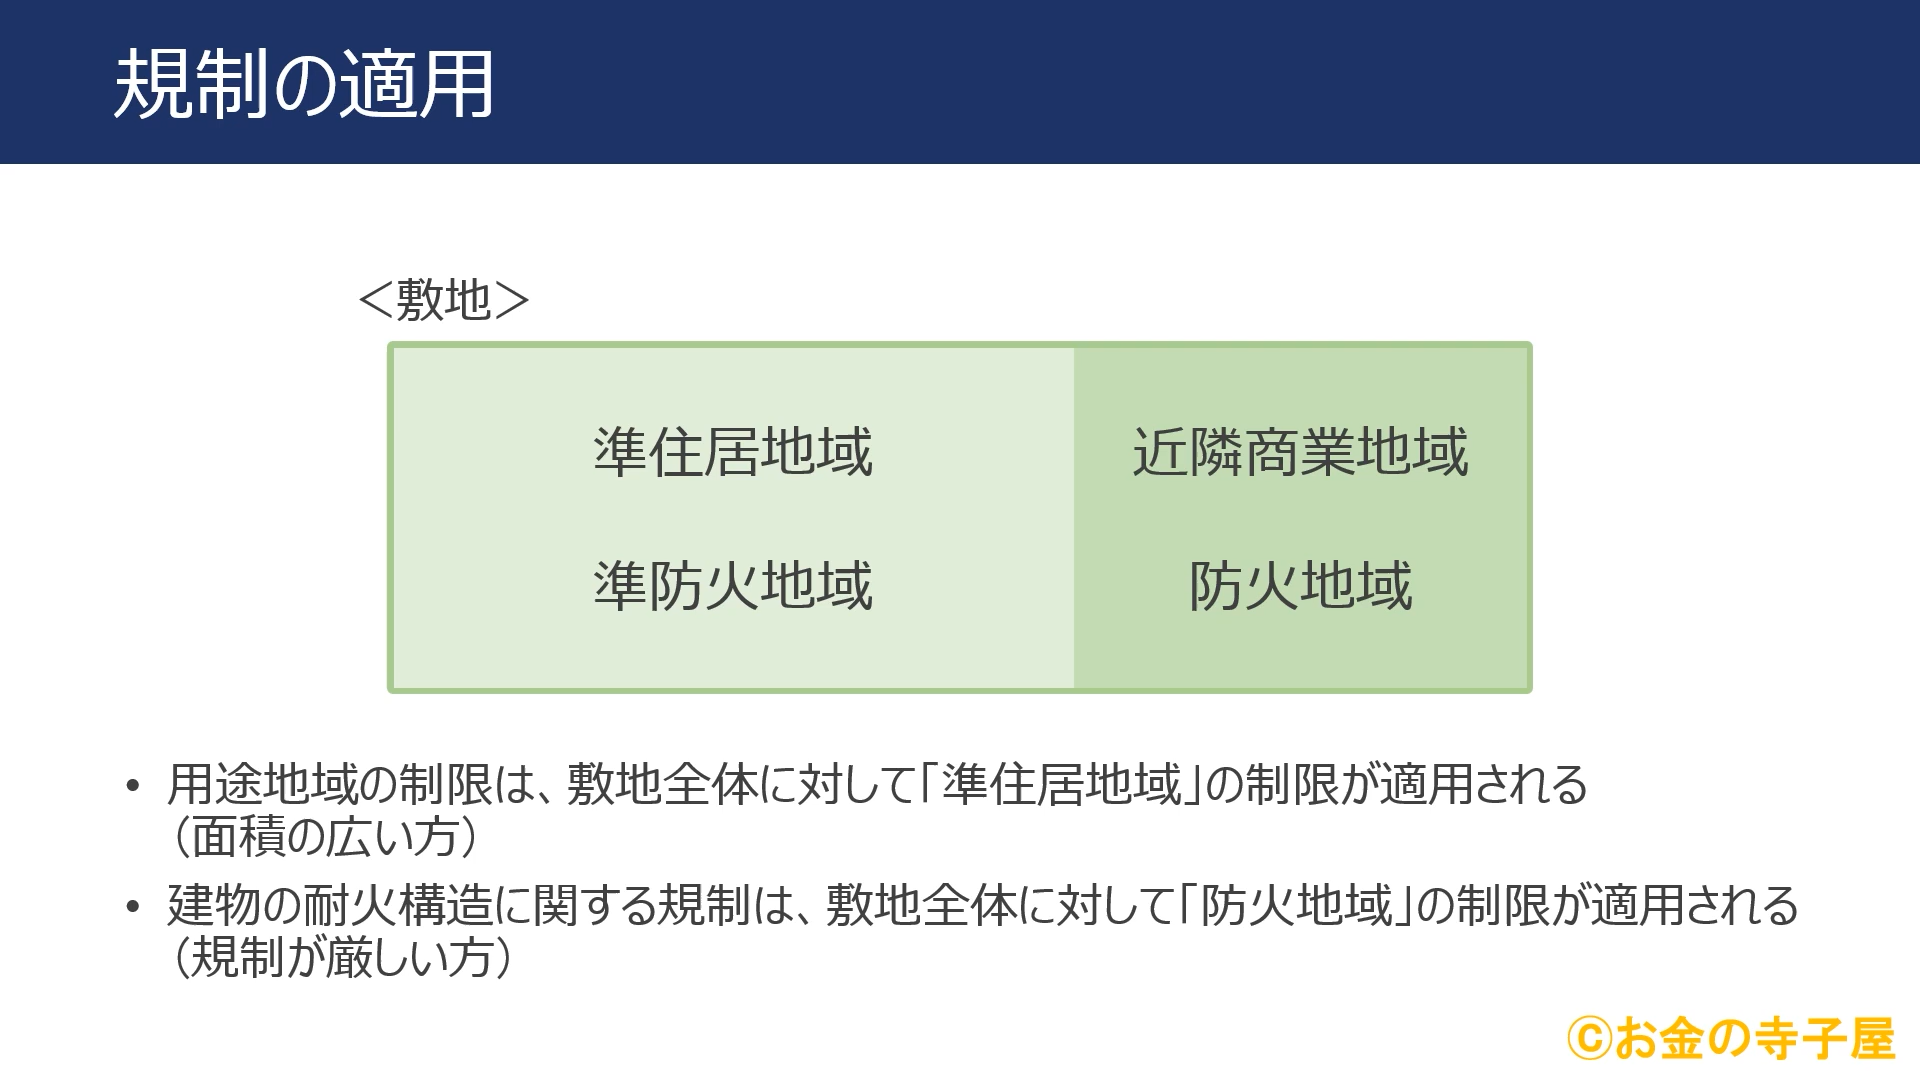 規制の適用
＜敷地＞
準住居地域
近隣商業地域
準防火地域
防火地域
• 用途地域の制限は、敷地全体に対して「準住居地域」の制限が適用される
（面積の広い方）
• 建物の耐火構造に関する規制は、敷地全体に対して「防火地域」の制限が適用される
（規制が厳しい方）
©お金の寺子屋